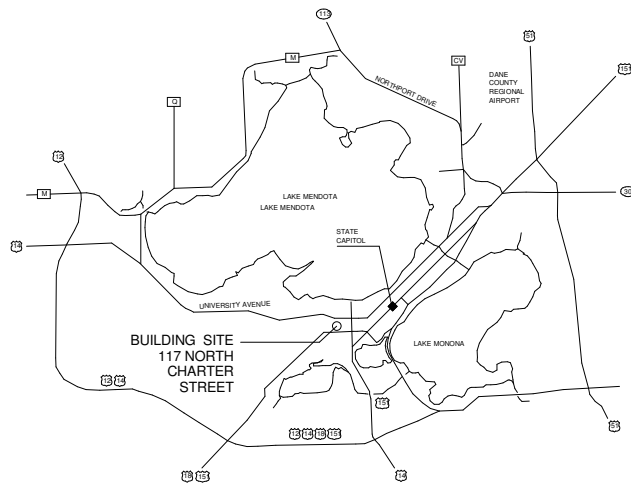 113
51
M
CV
DANE
COUNTY
REGIONAL
AIRPORT
151
NORTHPORT DRIVE
Q
12
M
30
LAKE MENDOTA
LAKE MENDOTA
STATE
CAPITOL
14
UNIVERSITY AVENUE
BUILDING SITE
117 NORTH
CHARTER
STREET
LAKE MONONA
12 14
151
12 14 18 151
51
18 151
14